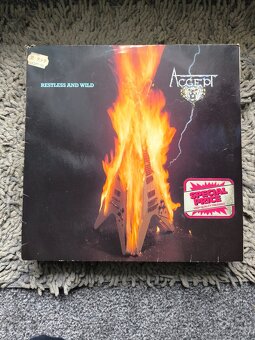 ACCEPT
RESTLESS AND WILD
SPECIAL
PRICE